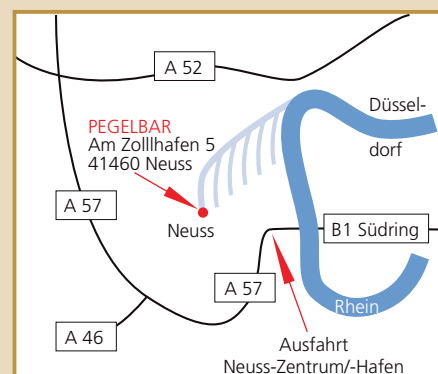 A 52
PEGELBAR
Am Zolllhafen 5
41460 Neuss
Düssel-
dorf
A 57
Neuss
B1 Südring
A 57
Rhein
A 46
Ausfahrt
Neuss-Zentrum/-Hafen